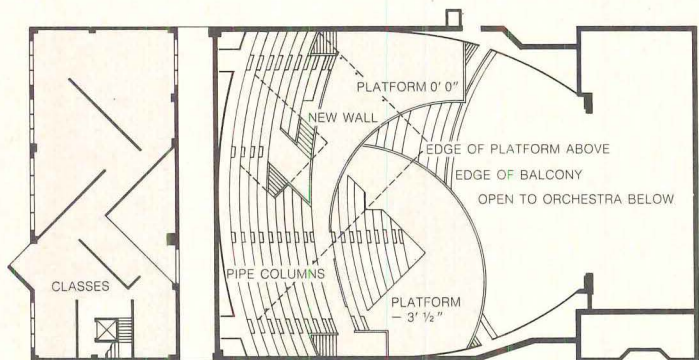 PLATFORM 0' 0"
NEW WALL
EDGE OF PLATFORM ABOVE
EDGE OF BALCONY
OPEN TO ORCHESTRA BELOW
PIPE COLUMNS
CLASSES
PLATFORM
– 3' ½"